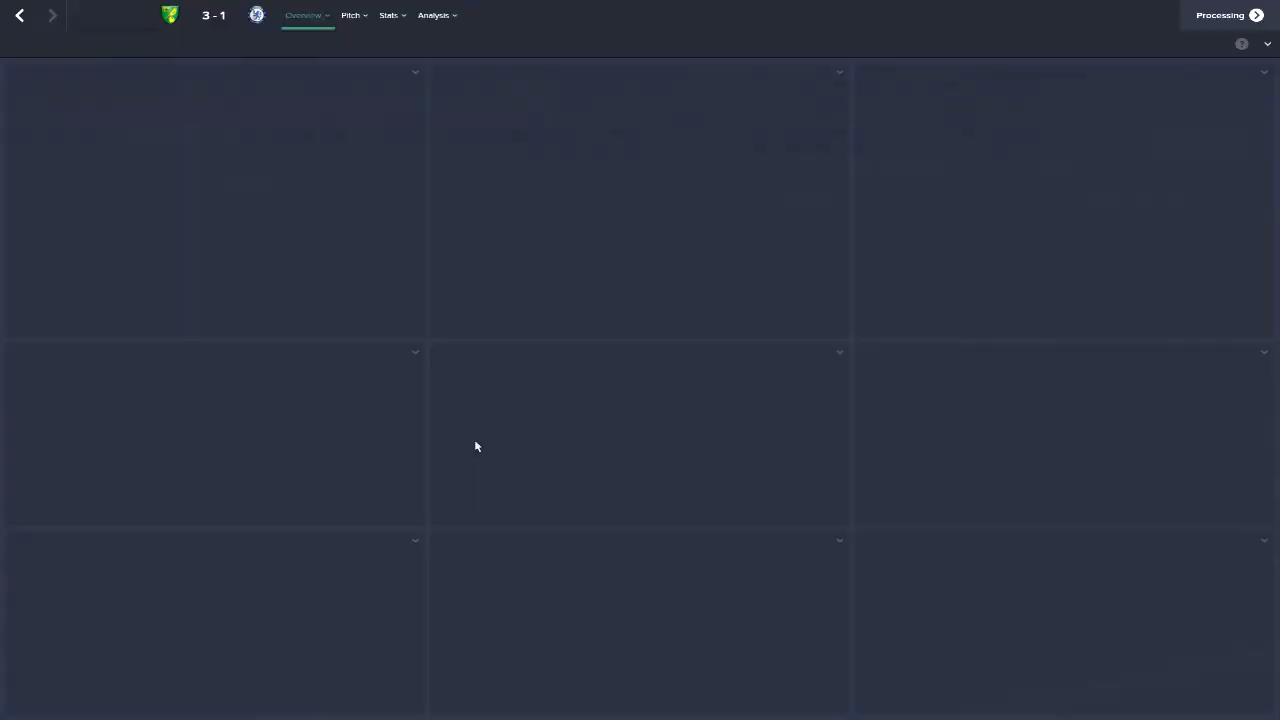 3 - 1
Overview
Pitch
Stats
Analysis
Processing
?